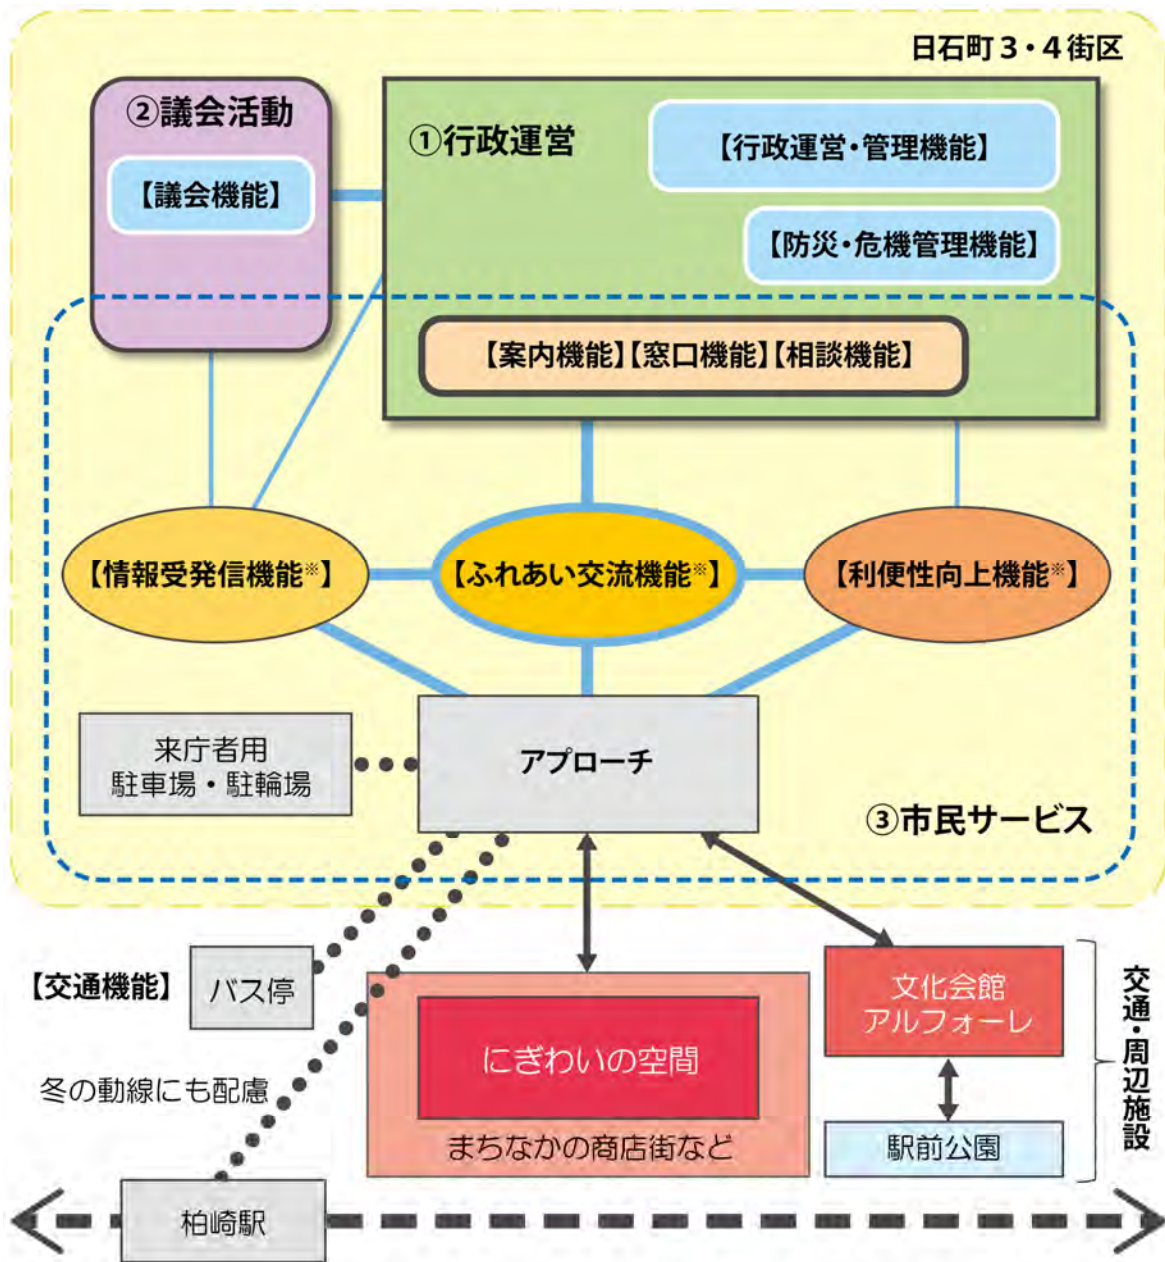 日石町3・4街区
②議会活動
【議会機能】
①行政運営
【行政運営・管理機能】
【防災・危機管理機能】
【案内機能】【窓口機能】【相談機能】
【情報受発信機能※】
【ふれあい交流機能※】
【利便性向上機能※】
来庁者用
駐車場・駐輪場
アプローチ
③市民サービス
【交通機能】
バス停
冬の動線にも配慮
柏崎駅
にぎわいの空間
まちなかの商店街など
文化会館
アルフォーレ
駅前公園
交通・周辺施設